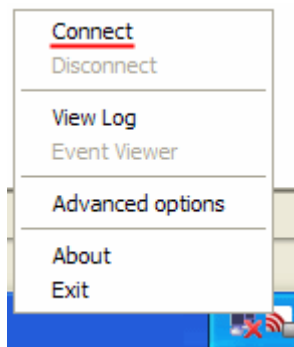 Connect
Disconnect
View Log
Event Viewer
Advanced options
About
Exit